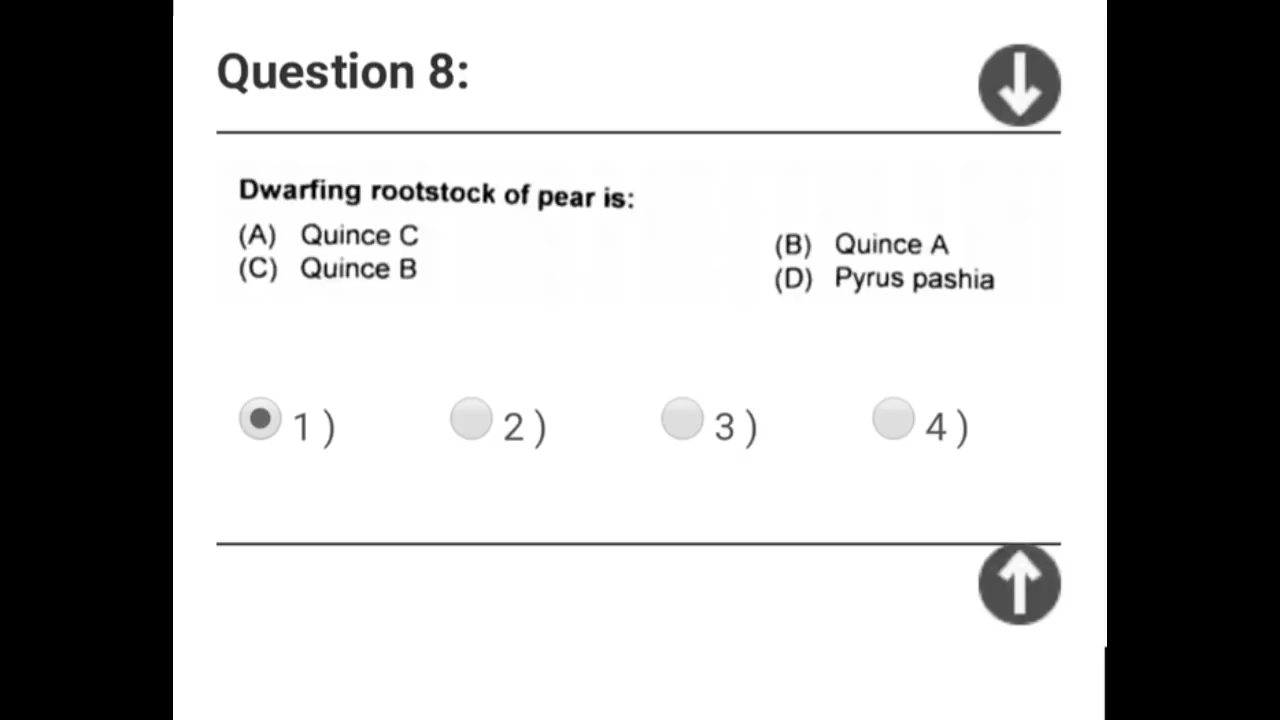 Question 8:
Dwarfing rootstock of pear is:
(A) Quince C
(B) Quince A
(C) Quince B
(D) Pyrus pashia
1 ) 2 ) 3 ) 4 )